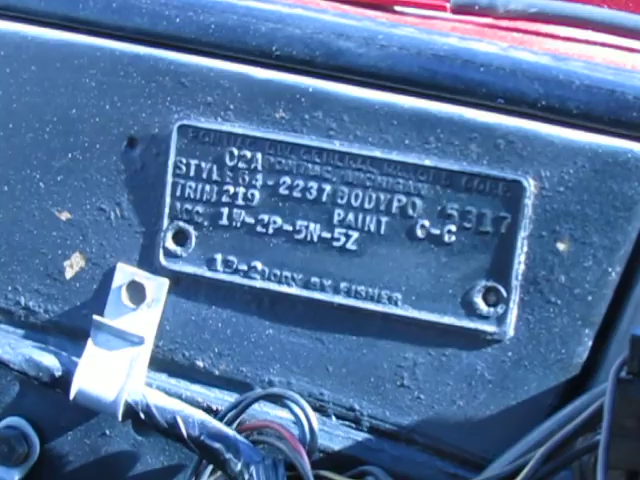 PONTIAC DIV. GENERAL MOTORS CORP.
02A PONTIAC, MICHIGAN
STYLE 64-2237 BODY PO 5317
TRIM 219 PAINT C-C
ACC. 1W-2P-5N-5Z
1D-2 BODY BY FISHER